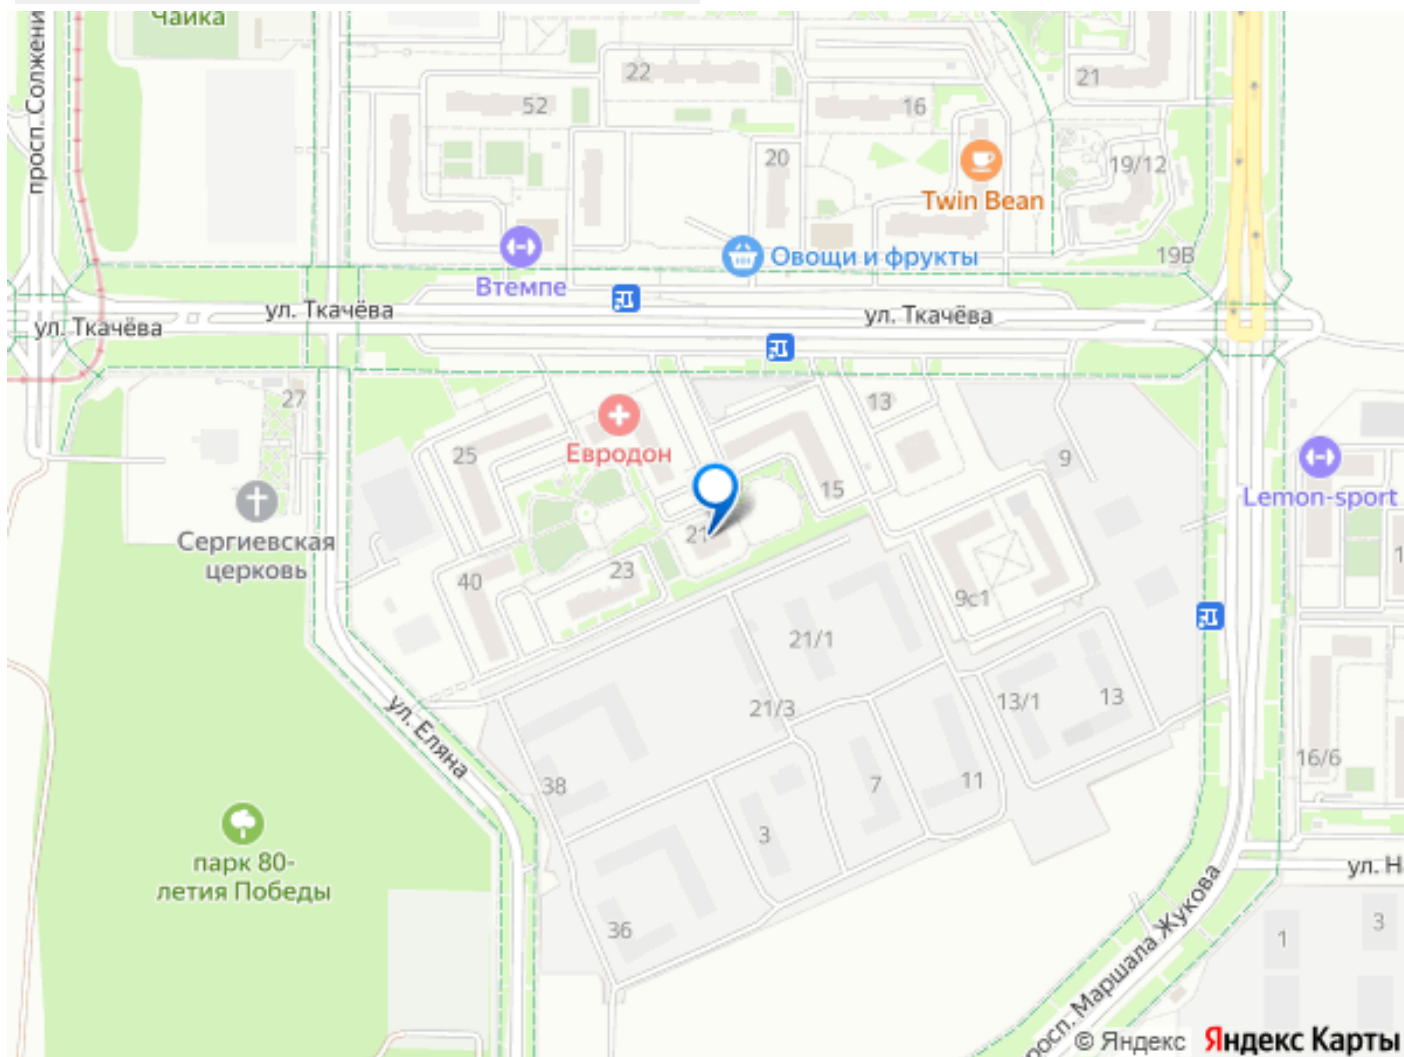 Чайка
просп. Солжени
22
52
16
21
20
19/12
Twin Bean
19В
Овощи и фрукты
Втемпе
ул. Ткачёва
ул. Ткачёва
ул. Ткачёва
27
13
25
Евродон
9
15
Lemon-sport
21
Сергиевская
церковь
40
23
9с1
21/1
21/3
13/1
13
ул. Еляна
38
7
11
16/6
3
парк 80-
летия Победы
36
ул. Н
просп. Маршала Жукова
1
3
© Яндекс
Яндекс Карты